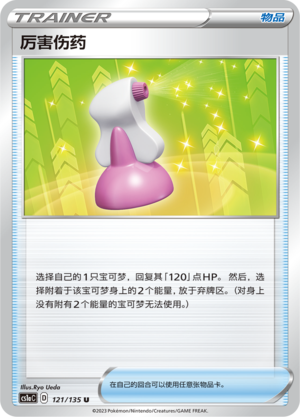 TRAINER 物品
厉害伤药
选择自己的1只宝可梦，回复其「120」点HP。然后，选
择附着于该宝可梦身上的2个能量，放于弃牌区。（对身上
没有附有2个能量的宝可梦无法使用。）
Illus.Ryo Ueda
CS1aC D 121/135 U
在自己的回合可以使用任意张物品卡。
©2023 Pokémon/Nintendo/Creatures/GAME FREAK.